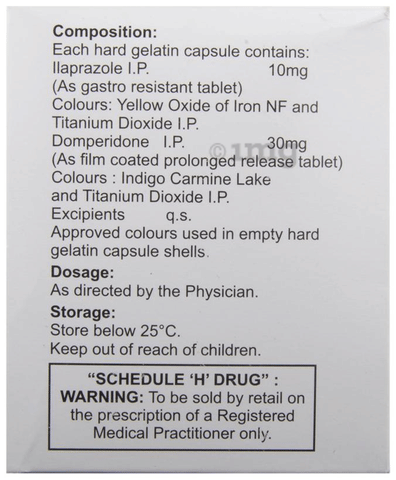 Composition:
Each hard gelatin capsule contains:
Ilaprazole I.P. 10mg
(As gastro resistant tablet)
Colours: Yellow Oxide of Iron NF and
Titanium Dioxide I.P.
Domperidone I.P. 30mg
(As film coated prolonged release tablet)
Colours : Indigo Carmine Lake
and Titanium Dioxide I.P.
Excipients q.s.
Approved colours used in empty hard
gelatin capsule shells.
Dosage:
As directed by the Physician.
Storage:
Store below 25°C.
Keep out of reach of children.
"SCHEDULE 'H' DRUG" :
WARNING: To be sold by retail on
the prescription of a Registered
Medical Practitioner only.
© 1mg